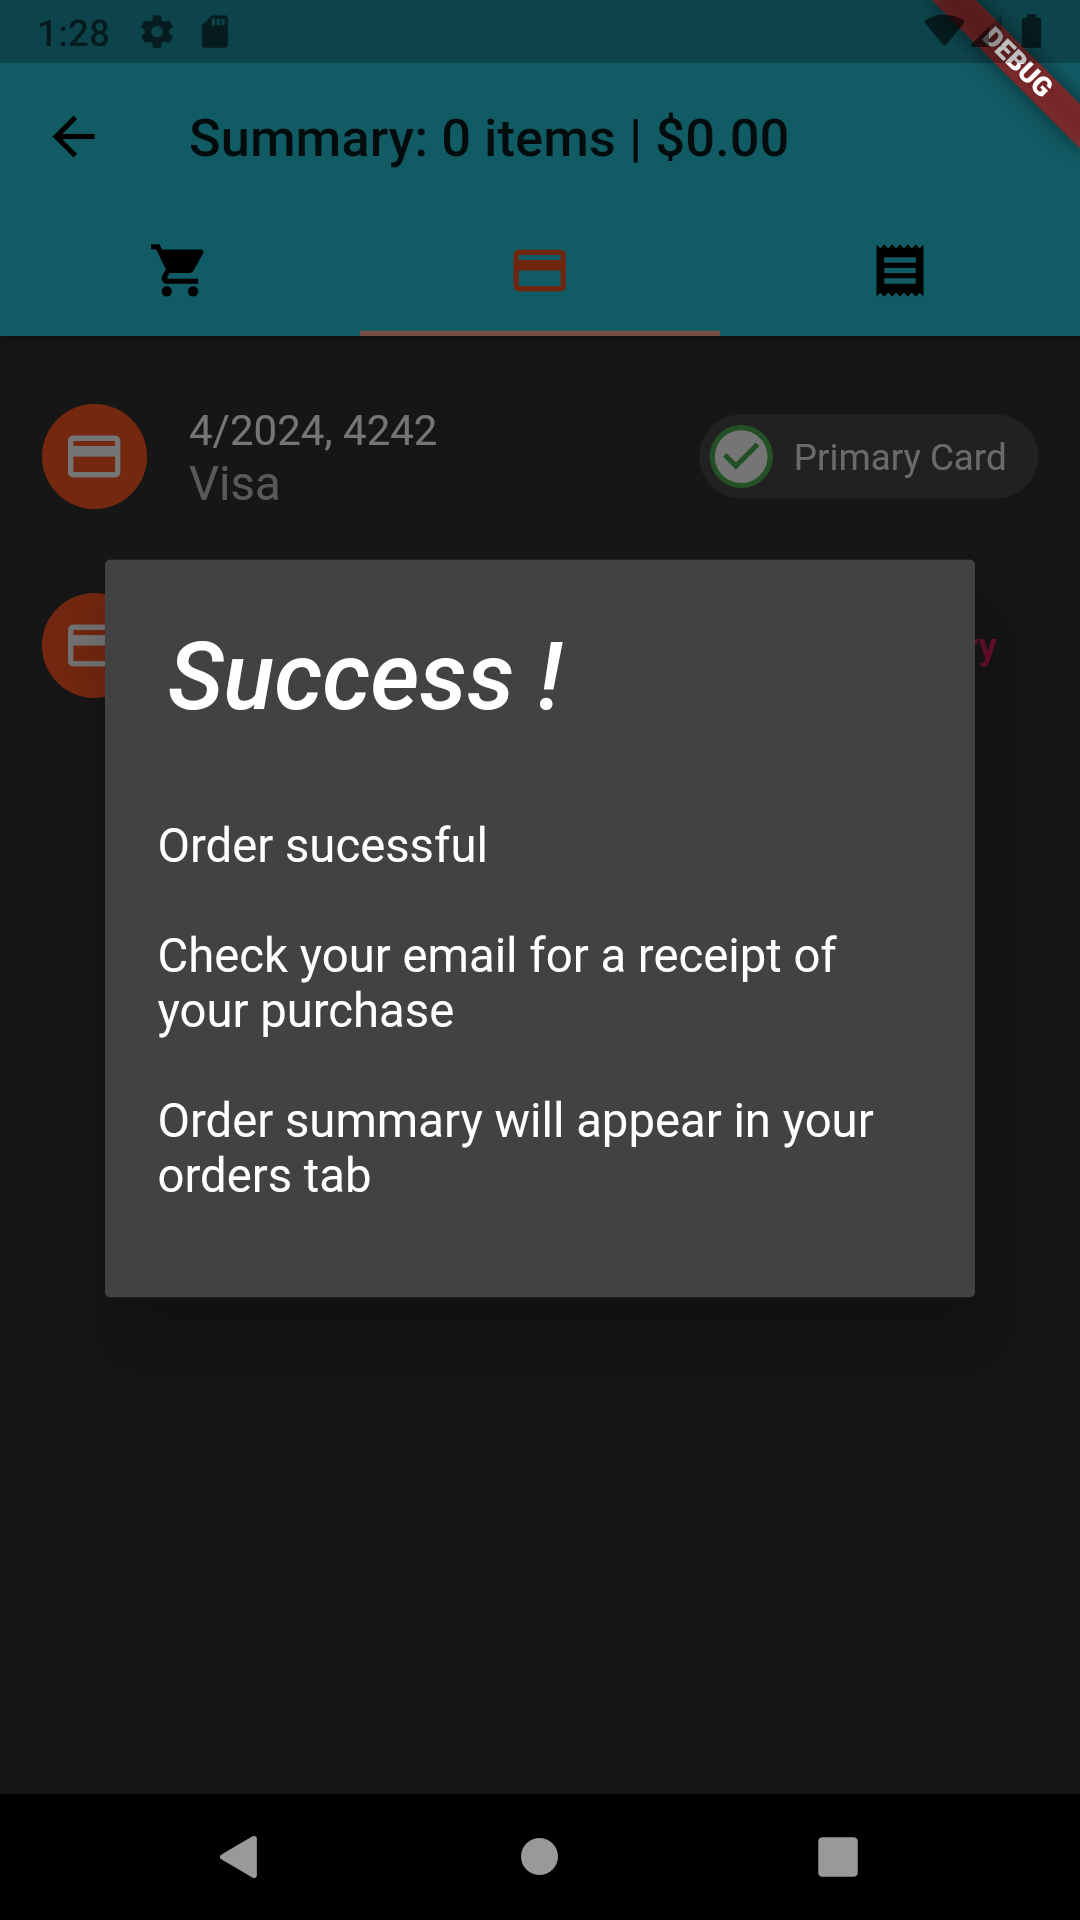 1:28
DEBUG
Summary: 0 items | $0.00
4/2024, 4242
Visa
Primary Card
Success !
Order sucessful
Check your email for a receipt of
your purchase
Order summary will appear in your
orders tab